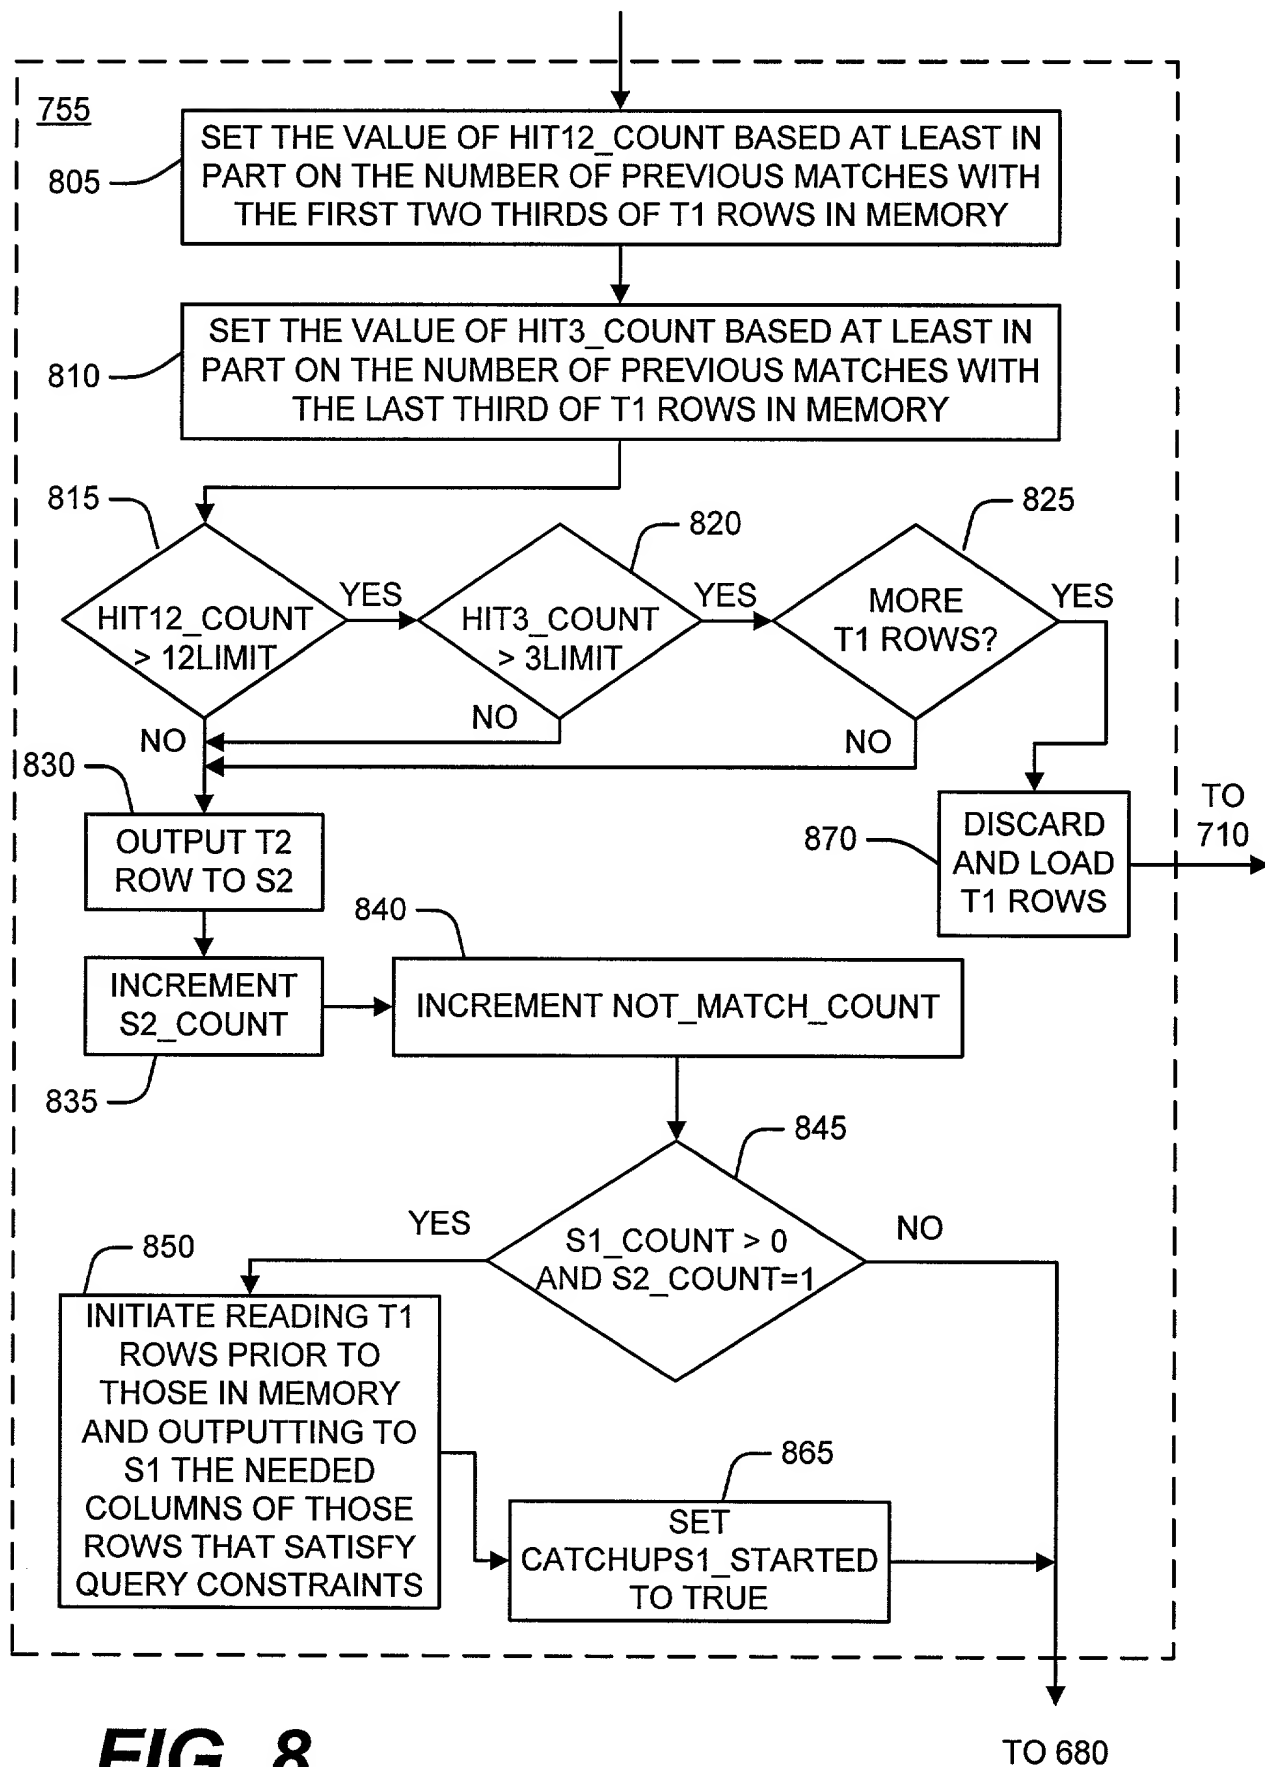 755
805
SET THE VALUE OF HIT12_COUNT BASED AT LEAST IN
PART ON THE NUMBER OF PREVIOUS MATCHES WITH
THE FIRST TWO THIRDS OF T1 ROWS IN MEMORY
810
SET THE VALUE OF HIT3_COUNT BASED AT LEAST IN
PART ON THE NUMBER OF PREVIOUS MATCHES WITH
THE LAST THIRD OF T1 ROWS IN MEMORY
815
HIT12_COUNT
> 12LIMIT
YES
NO
820
HIT3_COUNT
> 3LIMIT
YES
NO
825
MORE
T1 ROWS?
YES
NO
830
OUTPUT T2
ROW TO S2
870
DISCARD
AND LOAD
T1 ROWS
TO
710
835
INCREMENT
S2_COUNT
840
INCREMENT NOT_MATCH_COUNT
845
S1_COUNT > 0
AND S2_COUNT=1
YES
NO
850
INITIATE READING T1
ROWS PRIOR TO
THOSE IN MEMORY
AND OUTPUTTING TO
S1 THE NEEDED
COLUMNS OF THOSE
ROWS THAT SATISFY
QUERY CONSTRAINTS
865
SET
CATCHUPS1_STARTED
TO TRUE
TO 680
FIG. 8